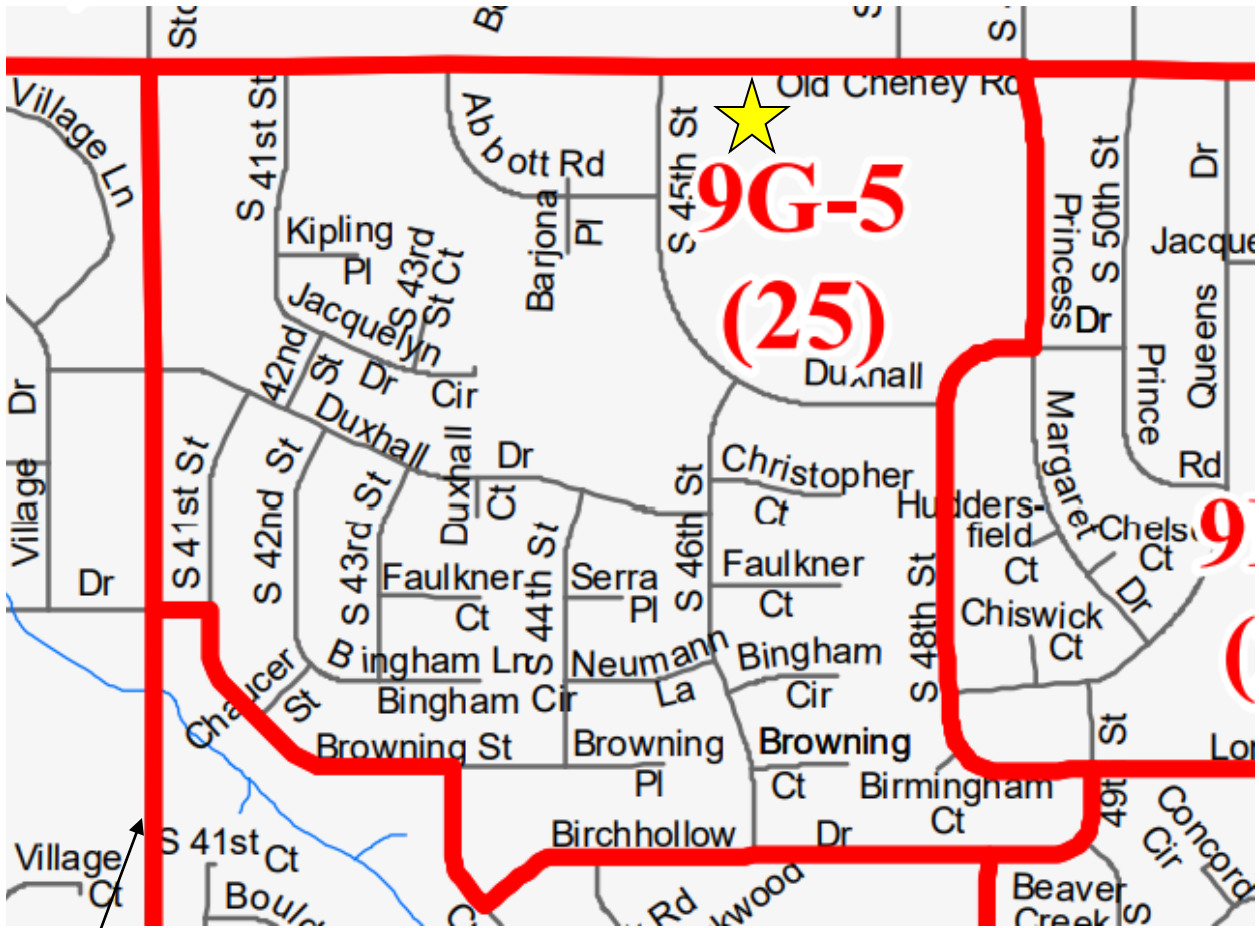 Old Cheney Rd
Village Ln
S 41st St
Abbott Rd
S 45th St
9G-5
(25)
S 50th St
Princess
Dr
Dr
Queens
Kipling
Pl
S 43rd
St Ct
Barjona
Pl
Jacquelyn
Dr
Cir
42nd
St
Duxhall
Dr
Duxhall
Duxhall
Ct
Prince
Rd
Margaret
Dr
Village
Dr
Dr
S 41st St
S 42nd St
S 43rd St
S 44th St
S 46th St
S 48th St
Christopher
Ct
Hudders-
field
Ct
Ct
Faulkner
Ct
Serra
Pl
Faulkner
Ct
Chiswick
Ct
Bingham Ln
Bingham Cir
Neumann
La
Bingham
Cir
Chaucer
St
Browning St
Browning
Pl
Browning
Ct
Birmingham
Ct
St
Birchhollow
Dr
S 41st Ct
Village
Ct
Concord
Cir
Beaver
Creek
Rd
S